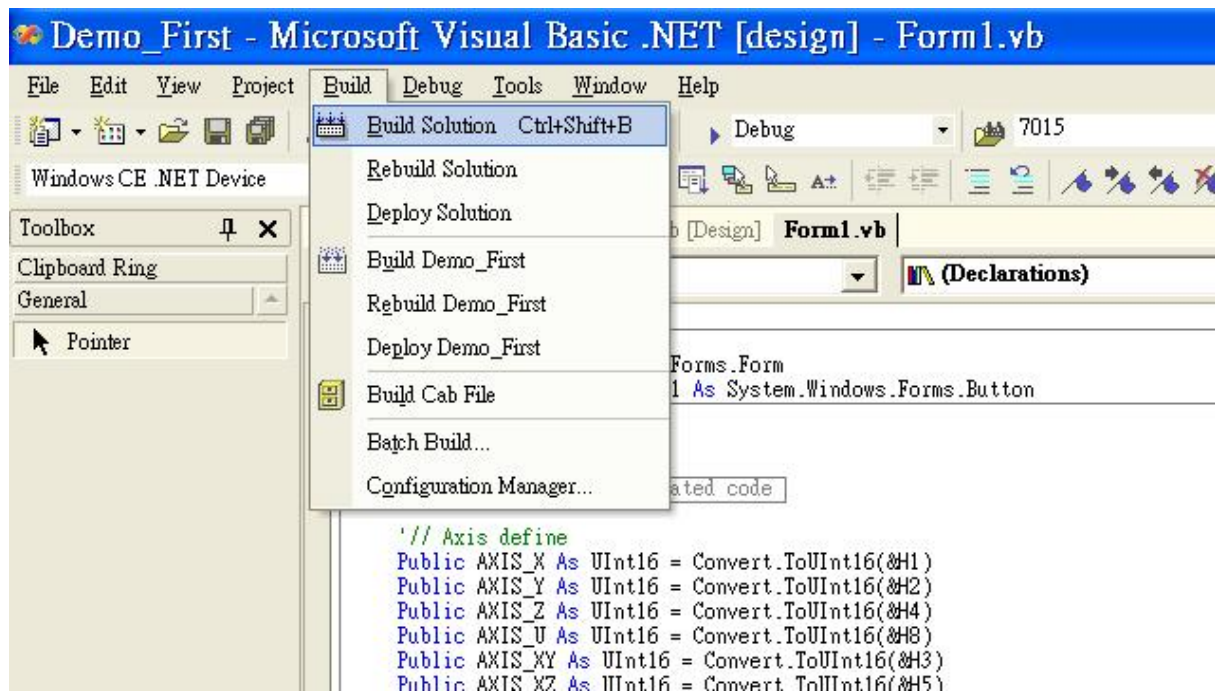 Demo_First - Microsoft Visual Basic .NET [design] - Form1.vb
File Edit View Project Build Debug Tools Window Help
Build Solution Ctrl+Shift+B
Debug
7015
Windows CE .NET Device
Rebuild Solution
Deploy Solution
Toolbox
[Design] Form1.vb
Clipboard Ring
Build Demo_First
(Declarations)
General
Rebuild Demo_First
Pointer
Deploy Demo_First
Forms.Form
Build Cab File
1 As System.Windows.Forms.Button
Batch Build...
Configuration Manager...
ated code
'// Axis define
Public AXIS_X As UInt16 = Convert.ToUInt16(&H1)
Public AXIS_Y As UInt16 = Convert.ToUInt16(&H2)
Public AXIS_Z As UInt16 = Convert.ToUInt16(&H4)
Public AXIS_U As UInt16 = Convert.ToUInt16(&H8)
Public AXIS_XY As UInt16 = Convert.ToUInt16(&H3)
Public AXIS_XZ As UInt16 = Convert.ToUInt16(&H5)